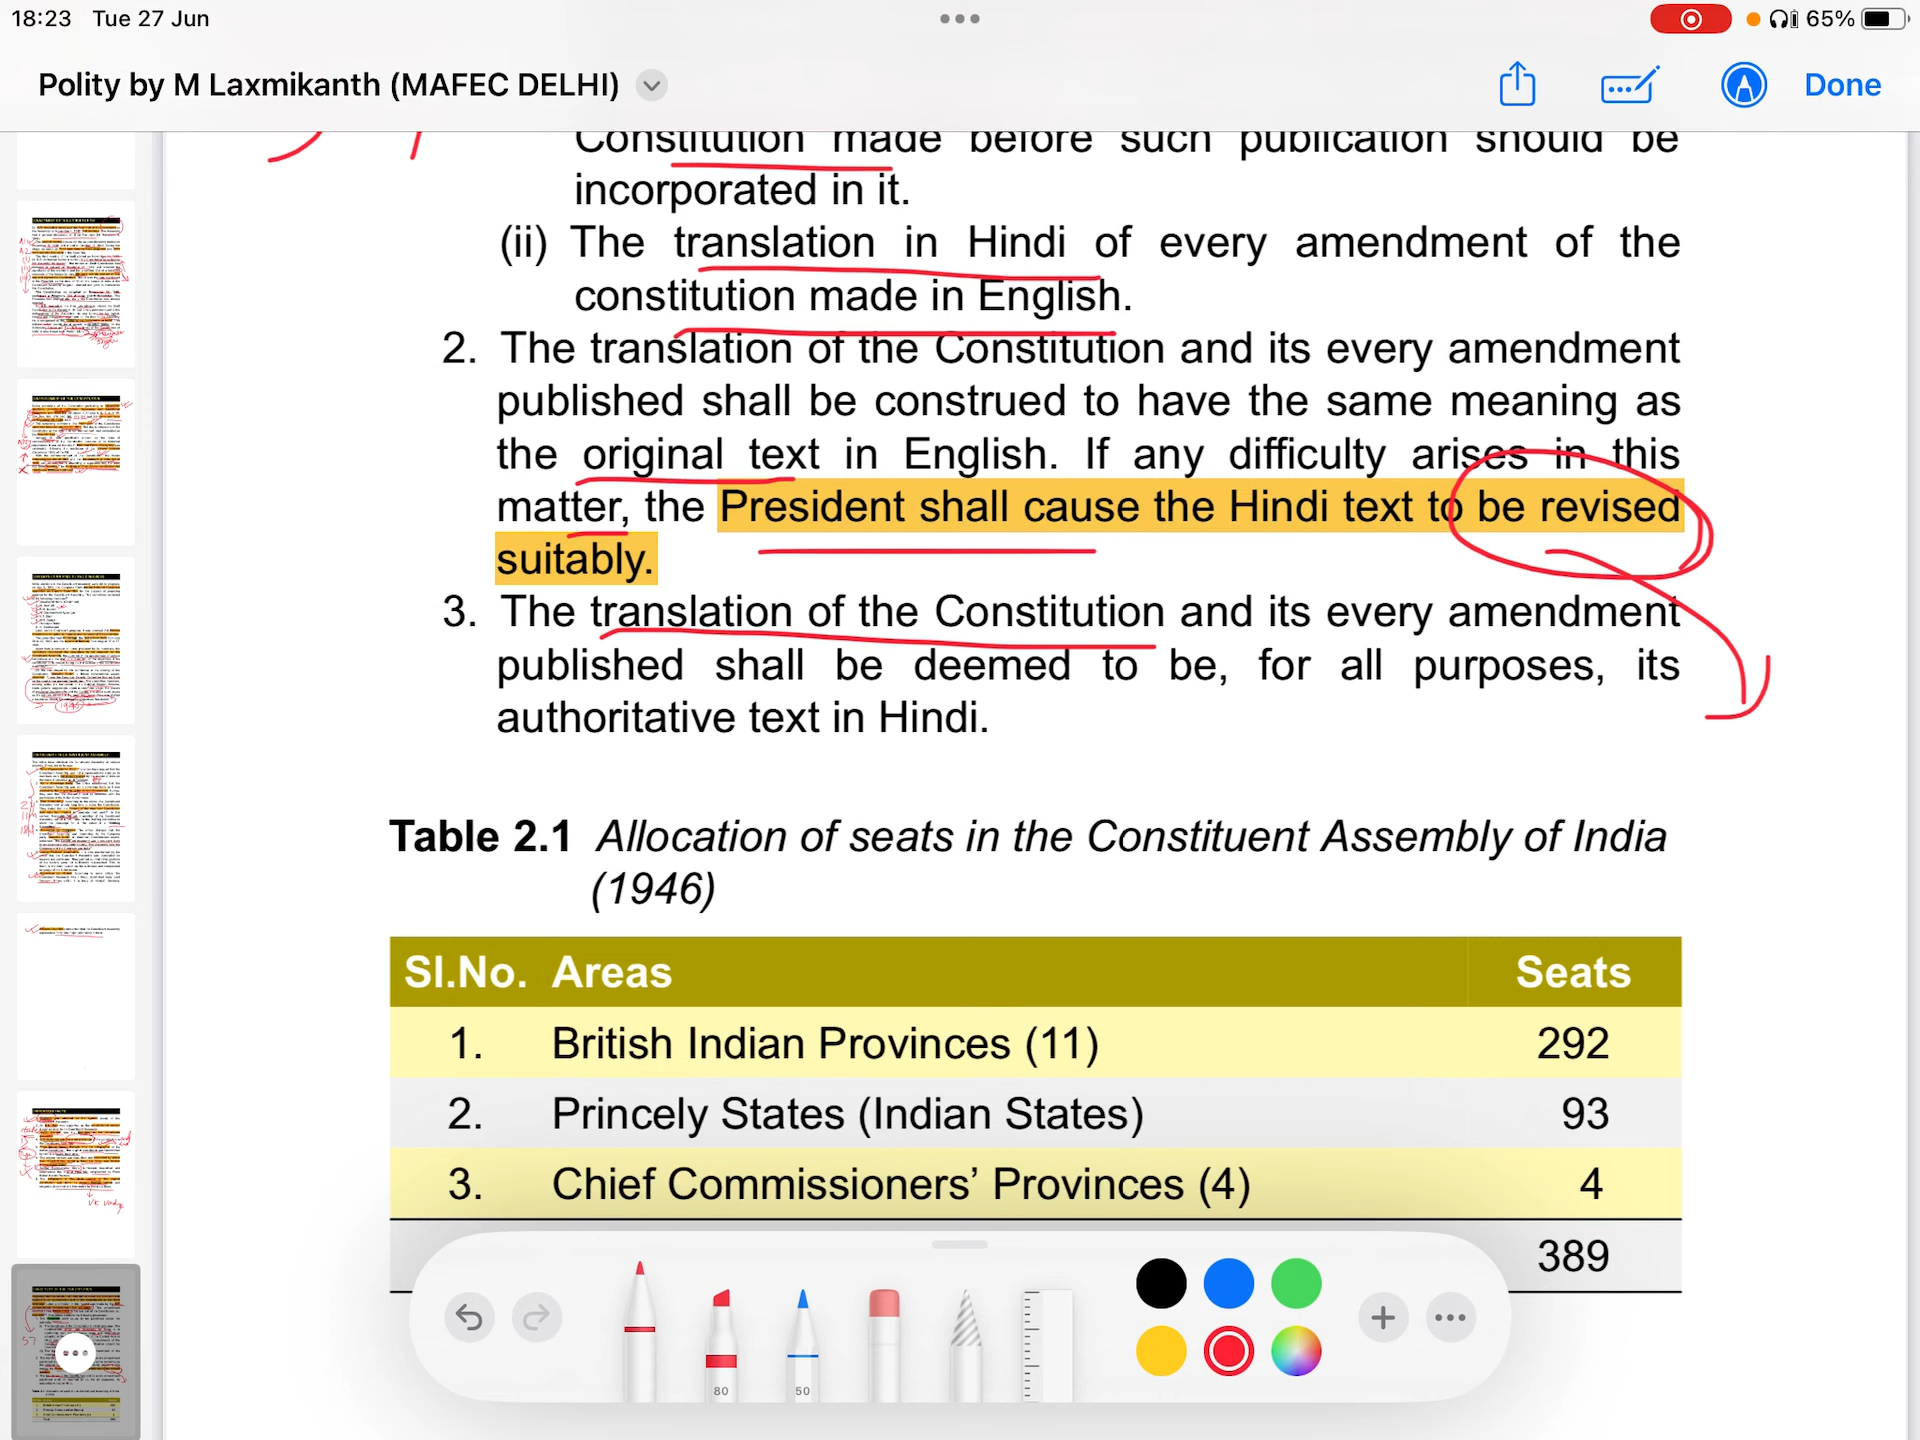 18:23 Tue 27 Jun
65%
Polity by M Laxmikanth (MAFEC DELHI)
Done
Constitution made before such publication should be
incorporated in it.
(ii) The translation in Hindi of every amendment of the
constitution made in English.
2. The translation of the Constitution and its every amendment
published shall be construed to have the same meaning as
the original text in English. If any difficulty arises in this
matter, the President shall cause the Hindi text to be revised
suitably.
3. The translation of the Constitution and its every amendment
published shall be deemed to be, for all purposes, its
authoritative text in Hindi.
Table 2.1 Allocation of seats in the Constituent Assembly of India
(1946)
Sl.No. Areas Seats
1. British Indian Provinces (11) 292
2. Princely States (Indian States) 93
3. Chief Commissioners’ Provinces (4) 4
389
80
50